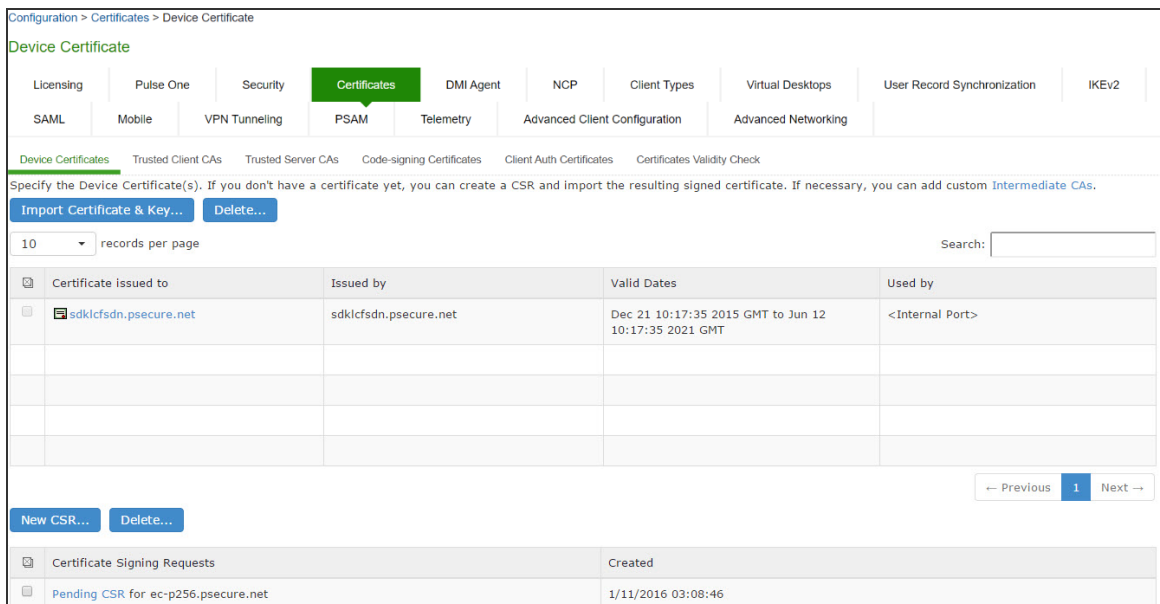 Configuration > Certificates > Device Certificate
Device Certificate
Licensing Pulse One Security Certificates DMI Agent NCP Client Types Virtual Desktops User Record Synchronization IKEv2
SAML Mobile VPN Tunneling PSAM Telemetry Advanced Client Configuration Advanced Networking
Device Certificates Trusted Client CAs Trusted Server CAs Code-signing Certificates Client Auth Certificates Certificates Validity Check
Specify the Device Certificate(s). If you don't have a certificate yet, you can create a CSR and import the resulting signed certificate. If necessary, you can add custom Intermediate CAs.
Import Certificate & Key... Delete...
10 records per page Search:
Certificate issued to Issued by Valid Dates Used by
sdklcfsdn.psecure.net sdklcfsdn.psecure.net Dec 21 10:17:35 2015 GMT to Jun 12 <Internal Port>
10:17:35 2021 GMT
← Previous 1 Next →
New CSR... Delete...
Certificate Signing Requests Created
Pending CSR for ec-p256.psecure.net 1/11/2016 03:08:46